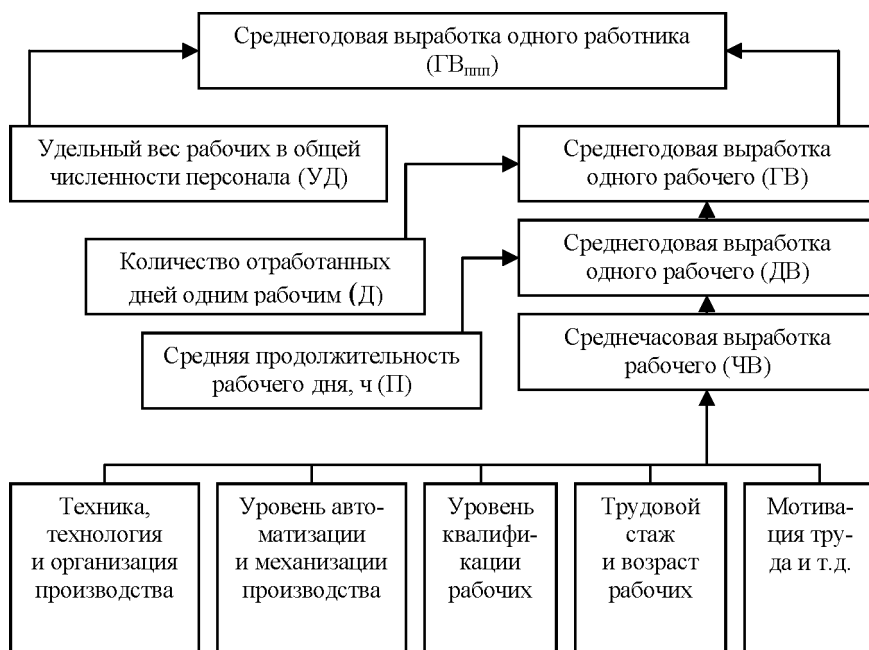 Среднегодовая выработка одного работника
(ГВппп)
Удельный вес рабочих в общей
численности персонала (УД)
Среднегодовая выработка
одного рабочего (ГВ)
Количество отработанных
дней одним рабочим (Д)
Среднегодовая выработка
одного рабочего (ДВ)
Средняя продолжительность
рабочего дня, ч (П)
Среднечасовая выработка
рабочего (ЧВ)
Техника,
технология
и организация
производства
Уровень авто-
матизации
и механизации
производства
Уровень
квалифи-
кации
рабочих
Трудовой
стаж
и возраст
рабочих
Мотива-
ция тру-
да и т.д.